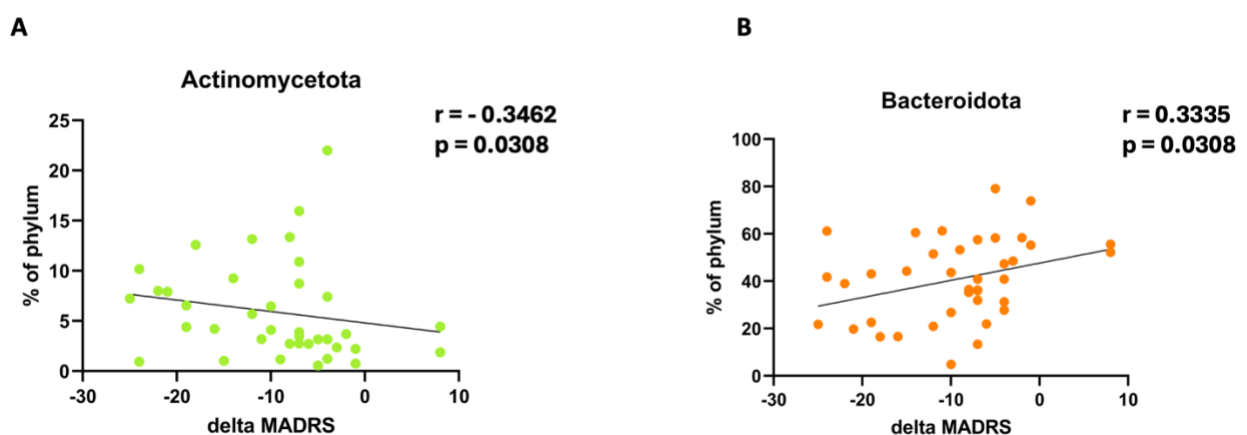 A
Actinomycetota
r = - 0.3462
p = 0.0308
25
20
15
10
5
0
% of phylum
-30
-20
-10
0
10
delta MADRS
B
Bacteroidota
r = 0.3335
p = 0.0308
100
80
60
40
20
0
% of phylum
-30
-20
-10
0
10
delta MADRS